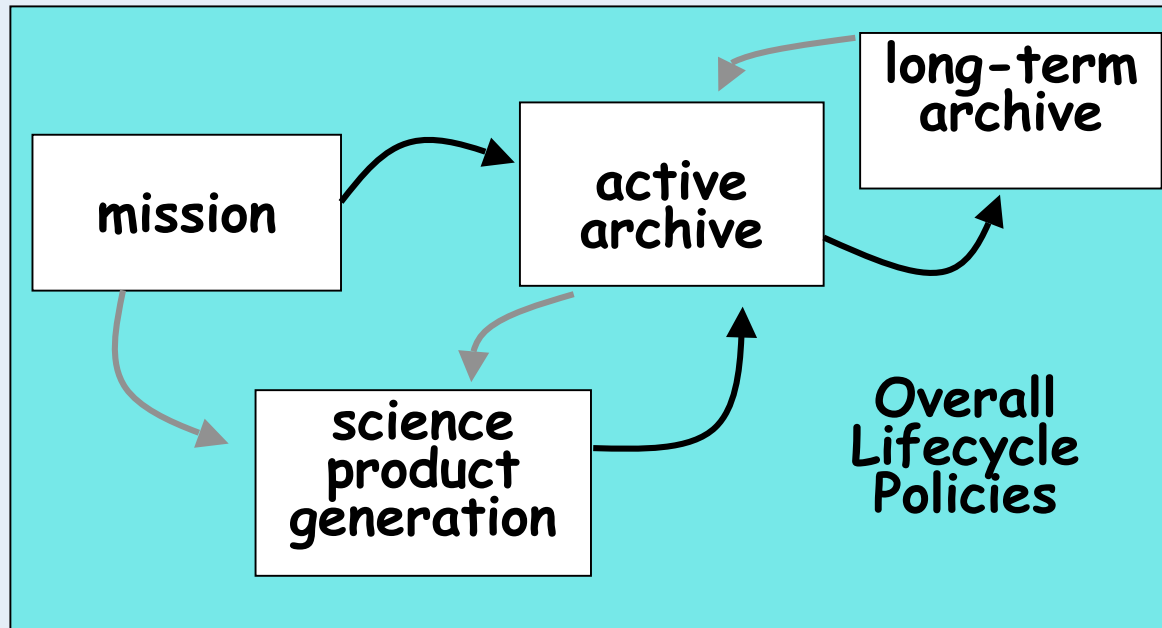 mission
active
archive
long-term
archive
science
product
generation
Overall
Lifecycle
Policies